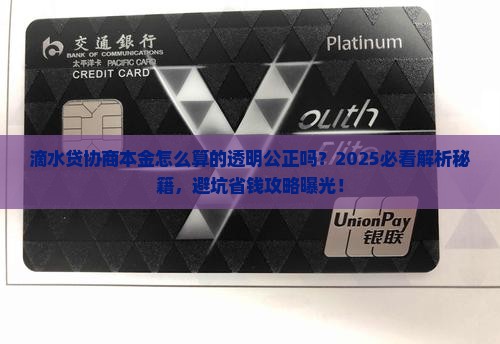 交通銀行
BANK OF COMMUNICATIONS
太平洋卡 PACIFIC CARD
CREDIT CARD
Platinum
outh
Elite
滴水贷协商本金怎么算的透明公正吗？2025必看解析秘
籍，避坑省钱攻略曝光！
UnionPay
银联